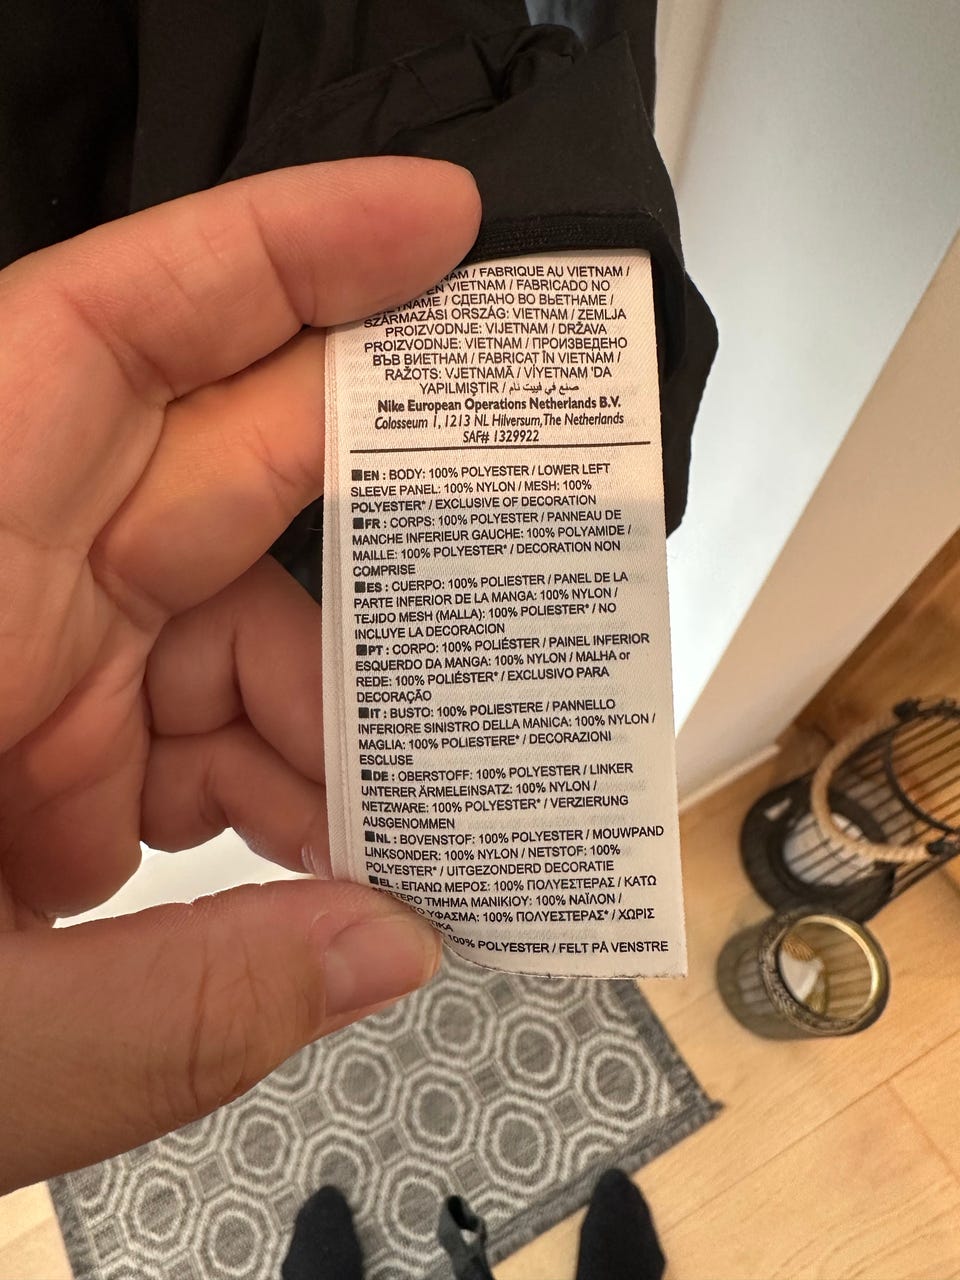 / FABRIQUE AU VIETNAM /
EN VIETNAM / FABRICADO NO
/ СДЕЛАНО ВО ВЬЕТНАМЕ /
SZÁRMAZÁSI ORSZÁG: VIETNAM / ZEMLJA
PROIZVODNJE: VIJETNAM / DRŽAVA
PROIZVODNJE: VIETNAM / ПРОИЗВЕДЕНО
ВЪВ ВИЕТНАМ / FABRICAT ÎN VIETNAM /
RAŽOTS: VJETNAMĀ / VİYETNAM 'DA
YAPILMIŞTIR / صنع في فييت نام
Nike European Operations Netherlands B.V.
Colosseum 1, 1213 NL Hilversum,The Netherlands
SAF# 1329922
EN : BODY: 100% POLYESTER / LOWER LEFT
SLEEVE PANEL: 100% NYLON / MESH: 100%
POLYESTER* / EXCLUSIVE OF DECORATION
FR : CORPS: 100% POLYESTER / PANNEAU DE
MANCHE INFERIEUR GAUCHE: 100% POLYAMIDE /
MAILLE: 100% POLYESTER* / DECORATION NON
COMPRISE
ES : CUERPO: 100% POLIESTER / PANEL DE LA
PARTE INFERIOR DE LA MANGA: 100% NYLON /
TEJIDO MESH (MALLA): 100% POLIESTER* / NO
INCLUYE LA DECORACION
PT : CORPO: 100% POLIÉSTER / PAINEL INFERIOR
ESQUERDO DA MANGA: 100% NYLON / MALHA or
REDE: 100% POLIÉSTER* / EXCLUSIVO PARA
DECORAÇÃO
IT : BUSTO: 100% POLIESTERE / PANNELLO
INFERIORE SINISTRO DELLA MANICA: 100% NYLON /
MAGLIA: 100% POLIESTERE* / DECORAZIONI
ESCLUSE
DE : OBERSTOFF: 100% POLYESTER / LINKER
UNTERER ÄRMELEINSATZ: 100% NYLON /
NETZWARE: 100% POLYESTER* / VERZIERUNG
AUSGENOMMEN
NL : BOVENSTOF: 100% POLYESTER / MOUWPAND
LINKSONDER: 100% NYLON / NETSTOF: 100%
POLYESTER* / UITGEZONDERD DECORATIE
EL : ΕΠΑΝΩ ΜΕΡΟΣ: 100% ΠΟΛΥΕΣΤΕΡΑΣ / ΚΑΤΩ
ΤΜΗΜΑ ΜΑΝΙΚΙΟΥ: 100% ΝΑΪΛΟΝ /
ΥΦΑΣΜΑ: 100% ΠΟΛΥΕΣΤΕΡΑΣ* / ΧΩΡΙΣ
100% POLYESTER / FELT PÅ VENSTRE